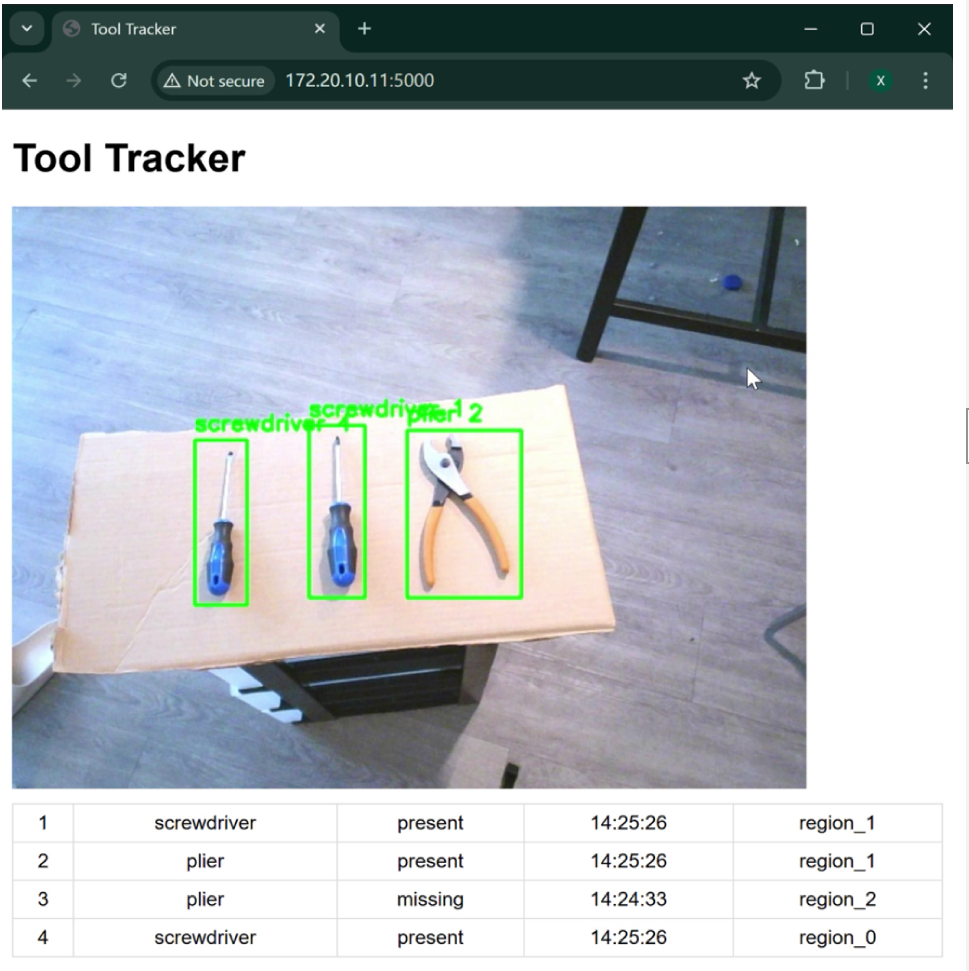 Tool Tracker
Not secure 172.20.10.11:5000 X
Tool Tracker
screwdriver 4 screwdriver 1 plier 2
1 screwdriver present 14:25:26 region_1
2 plier present 14:25:26 region_1
3 plier missing 14:24:33 region_2
4 screwdriver present 14:25:26 region_0